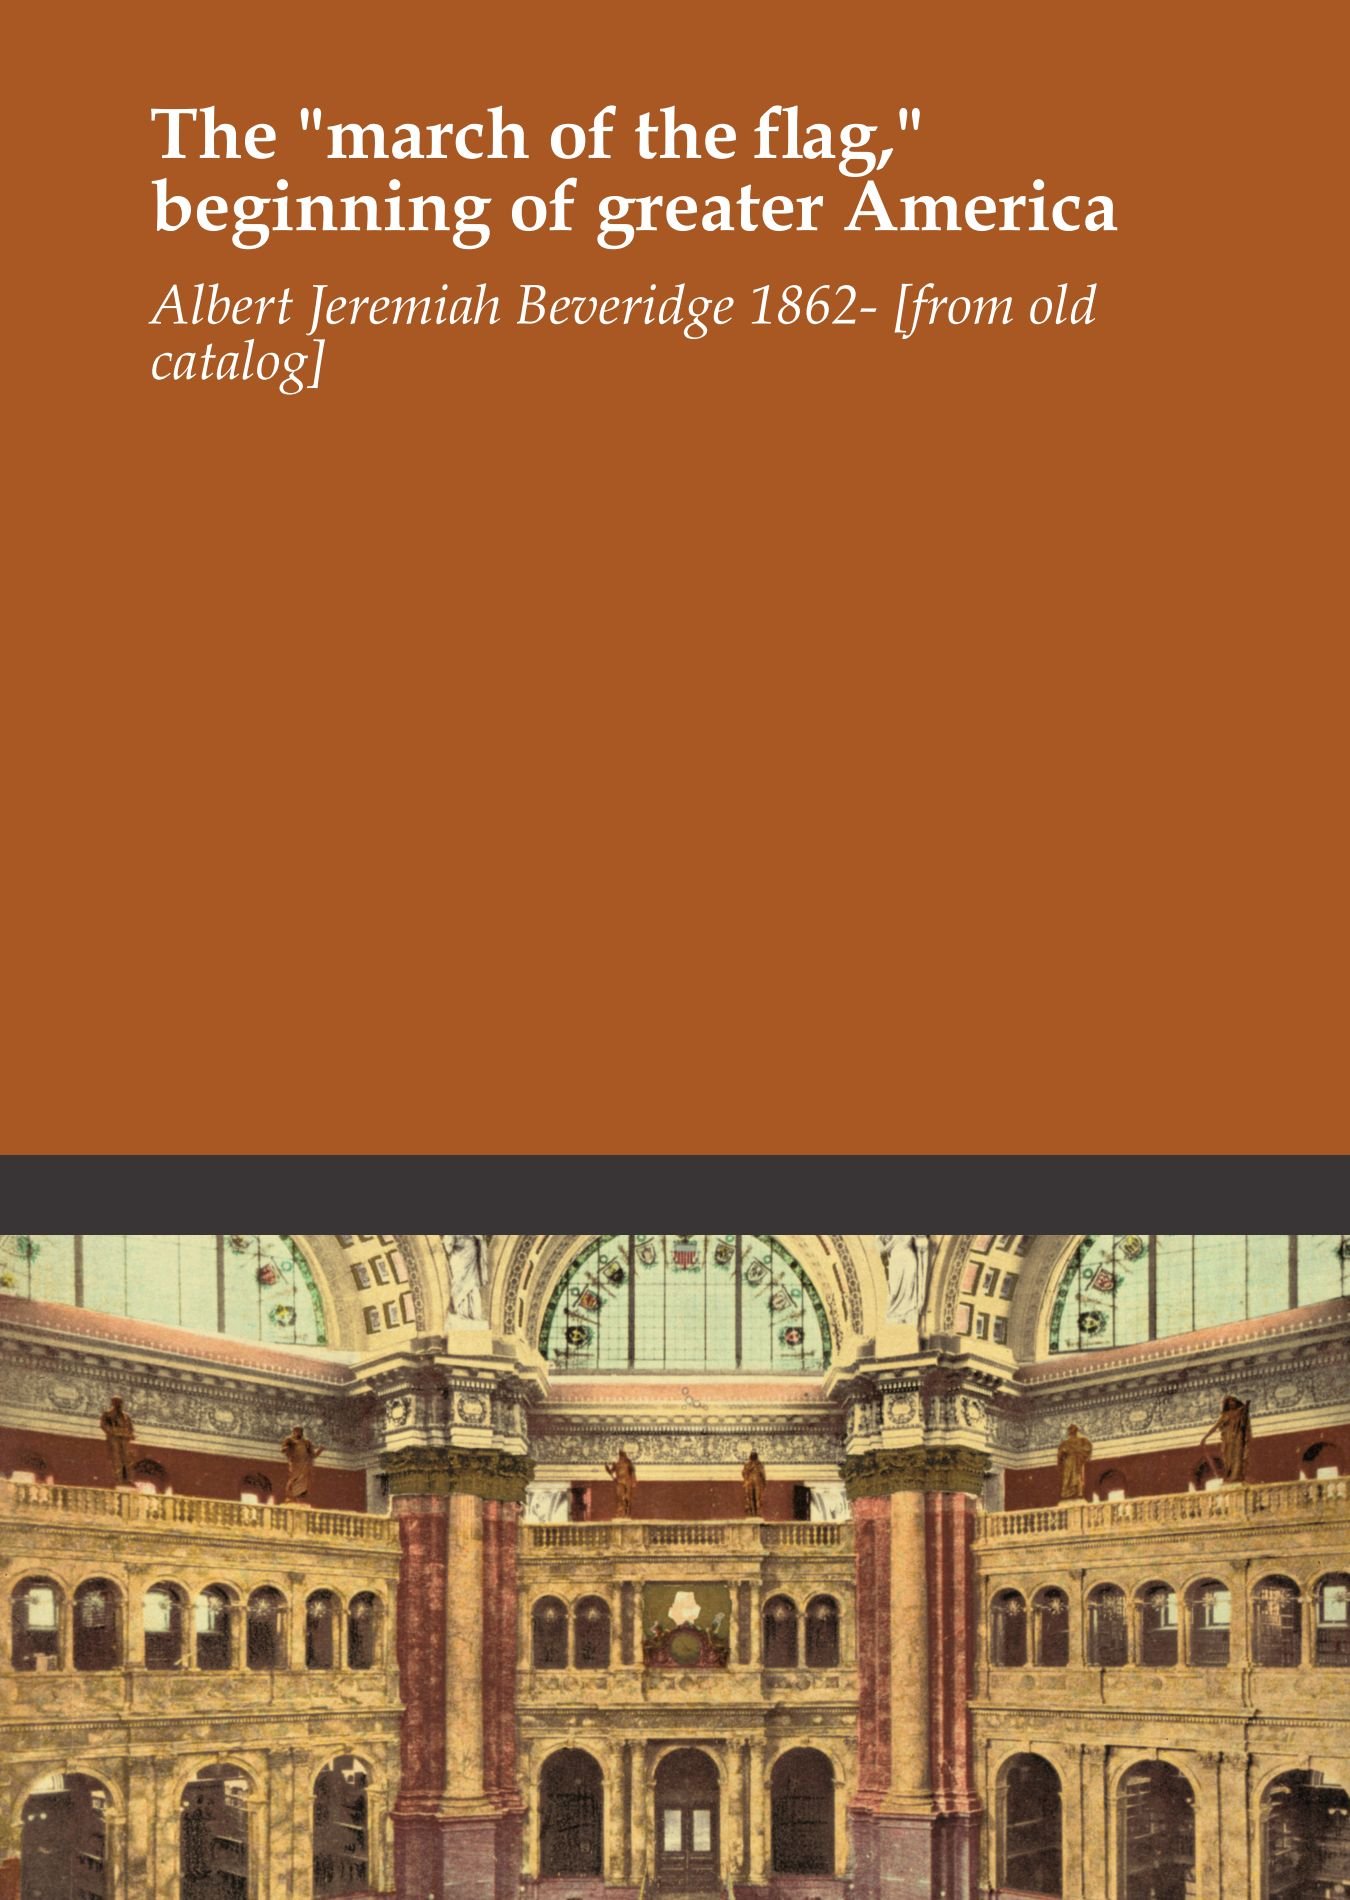 The "march of the flag,"
beginning of greater America
Albert Jeremiah Beveridge 1862- [from old
catalog]